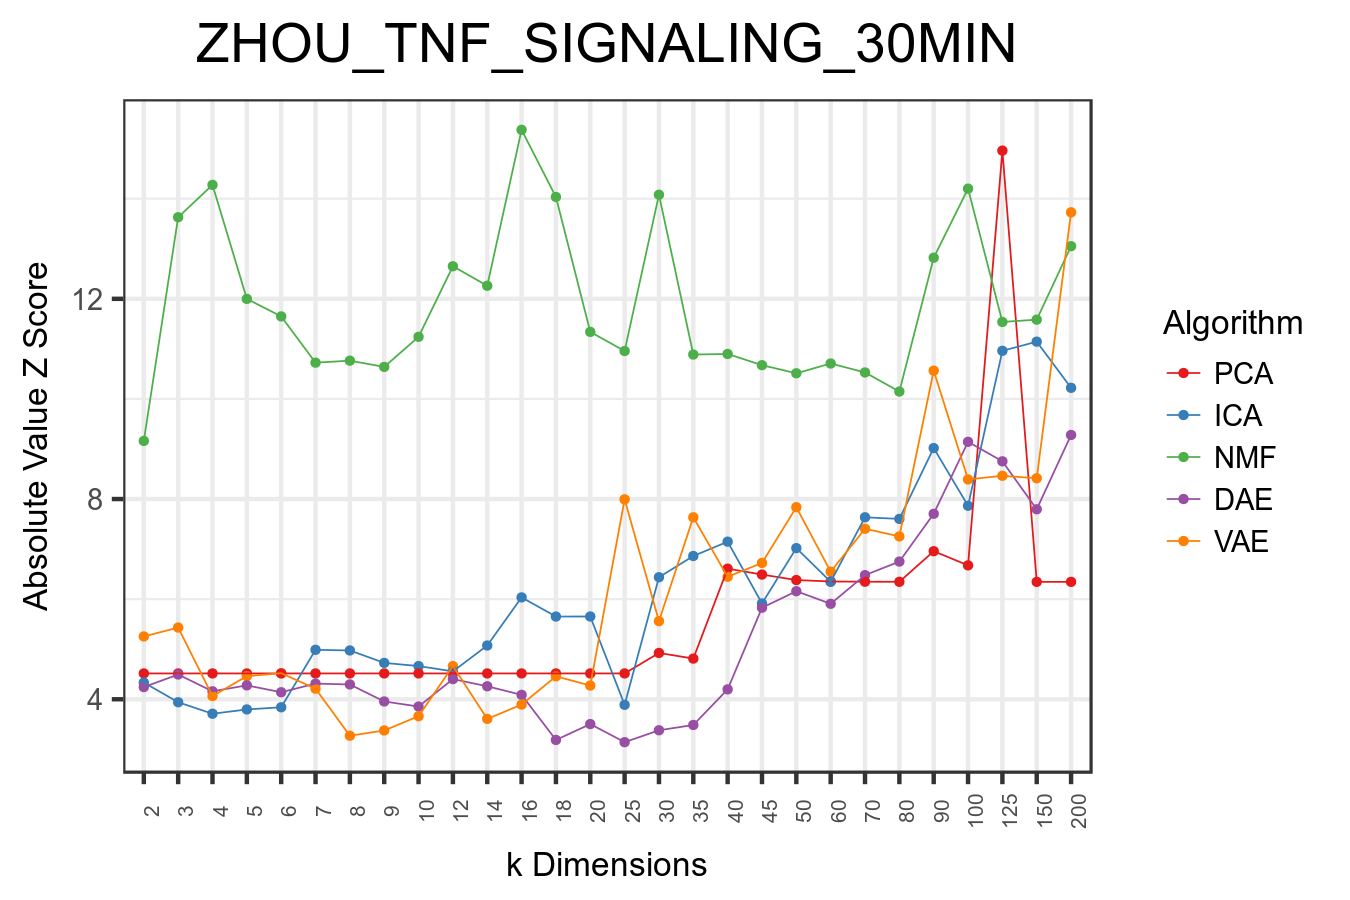 ZHOU_TNF_SIGNALING_30MIN
Absolute Value Z Score
12
8
4
2 3 4 5 6 7 8 9 10 12 14 16 18 20 25 30 35 40 45 50 60 70 80 90 100 125 150 200
k Dimensions
Algorithm
PCA
ICA
NMF
DAE
VAE